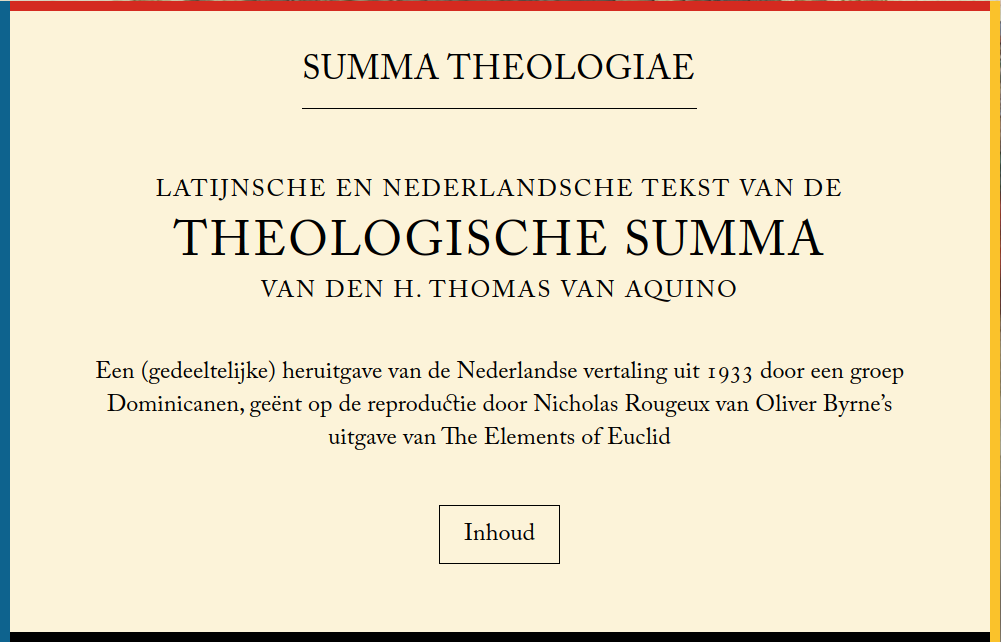 SUMMA THEOLOGIAE
LATIJNSCHE EN NEDERLANDSCHE TEKST VAN DE
THEOLOGISCHE SUMMA
VAN DEN H. THOMAS VAN AQUINO
Een (gedeeltelijke) heruitgave van de Nederlandse vertaling uit 1933 door een groep
Dominicanen, geënt op de reproductie door Nicholas Rougeux van Oliver Byrne’s
uitgave van The Elements of Euclid
Inhoud